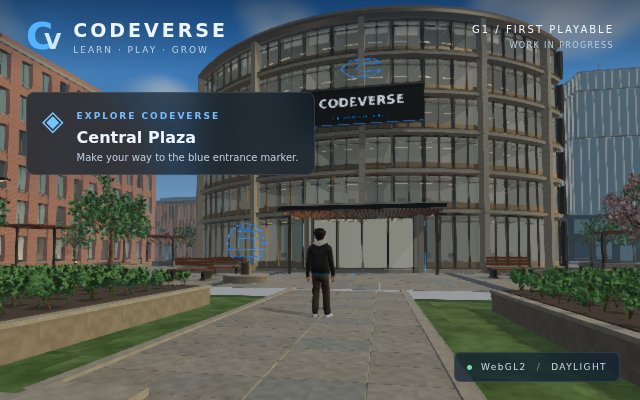 Cv CODEVERSE
LEARN · PLAY · GROW
G1 / FIRST PLAYABLE
WORK IN PROGRESS
EXPLORE CODEVERSE
Central Plaza
Make your way to the blue entrance marker.
CODEVERSE
WebGL2 / DAYLIGHT